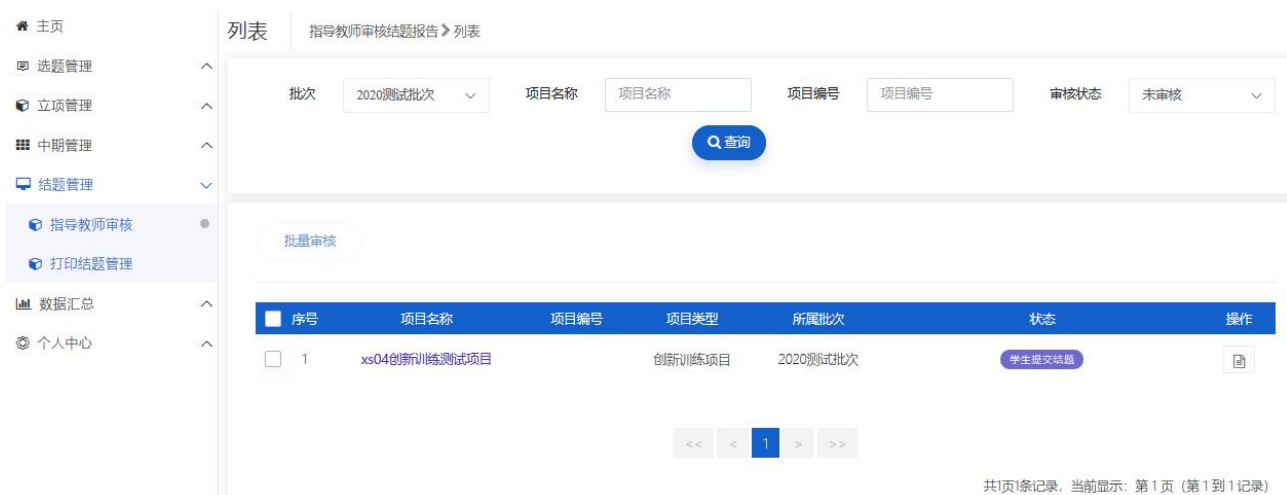 主页
选题管理
立项管理
中期管理
结题管理
指导教师审核
打印结题管理
数据汇总
个人中心
列表 指导教师审核结题报告 列表
批次 2020测试批次 项目名称 项目名称 项目编号 项目编号 审核状态 未审核
查询
批量审核
序号 项目名称 项目编号 项目类型 所属批次 状态 操作
1 xs04创新训练测试项目 创新训练项目 2020测试批次 学生提交结题
<< < 1 > >>
共1页1条记录，当前显示：第 1 页（第 1 到 1 记录）